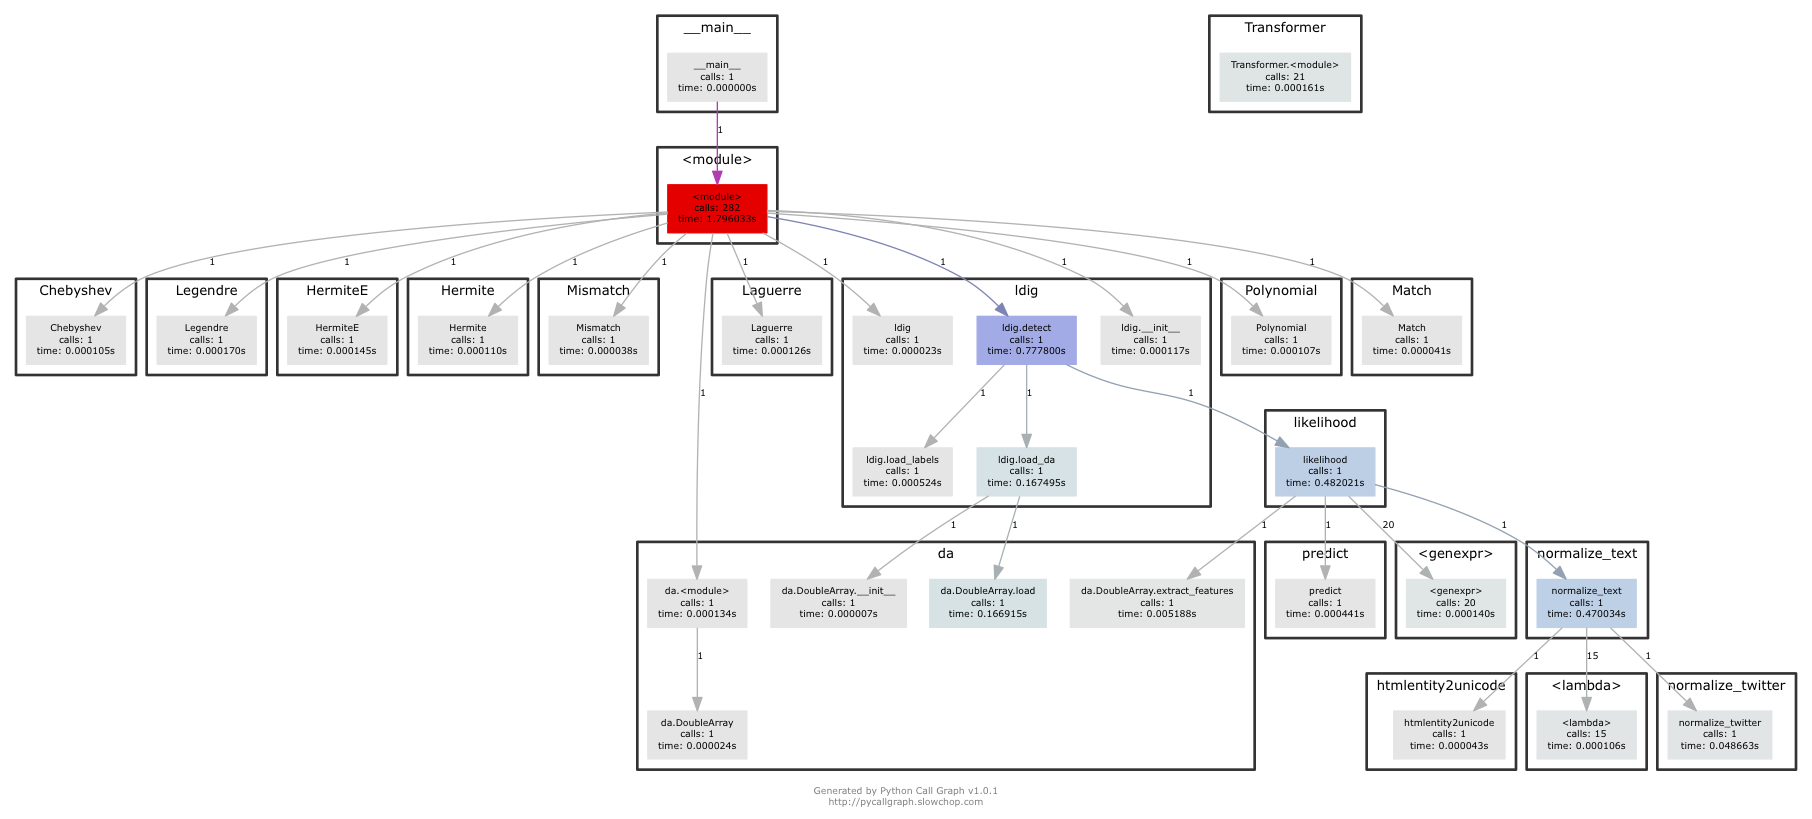 __main__
__main__
calls: 1
time: 0.000000s
Transformer
Transformer.<module>
calls: 21
time: 0.000161s
1
<module>
<module>
calls: 282
time: 1.796033s
1
1
1
1
1
1
1
1
1
1
1
Chebyshev
Chebyshev
calls: 1
time: 0.000105s
Legendre
Legendre
calls: 1
time: 0.000170s
HermiteE
HermiteE
calls: 1
time: 0.000145s
Hermite
Hermite
calls: 1
time: 0.000110s
Mismatch
Mismatch
calls: 1
time: 0.000038s
Laguerre
Laguerre
calls: 1
time: 0.000126s
ldig
ldig
calls: 1
time: 0.000023s
ldig.detect
calls: 1
time: 0.777800s
ldig.__init__
calls: 1
time: 0.000117s
Polynomial
Polynomial
calls: 1
time: 0.000107s
Match
Match
calls: 1
time: 0.000041s
1
1
1
1
ldig.load_labels
calls: 1
time: 0.000524s
ldig.load_da
calls: 1
time: 0.167495s
likelihood
likelihood
calls: 1
time: 0.482021s
1
1
1
1
20
1
da
da.<module>
calls: 1
time: 0.000134s
da.DoubleArray.__init__
calls: 1
time: 0.000007s
da.DoubleArray.load
calls: 1
time: 0.166915s
da.DoubleArray.extract_features
calls: 1
time: 0.005188s
predict
predict
calls: 1
time: 0.000441s
<genexpr>
<genexpr>
calls: 20
time: 0.000140s
normalize_text
normalize_text
calls: 1
time: 0.470034s
1
1
15
1
da.DoubleArray
calls: 1
time: 0.000024s
htmlentity2unicode
htmlentity2unicode
calls: 1
time: 0.000043s
<lambda>
<lambda>
calls: 15
time: 0.000106s
normalize_twitter
normalize_twitter
calls: 1
time: 0.048663s
Generated by Python Call Graph v1.0.1
http://pycallgraph.slowchop.com